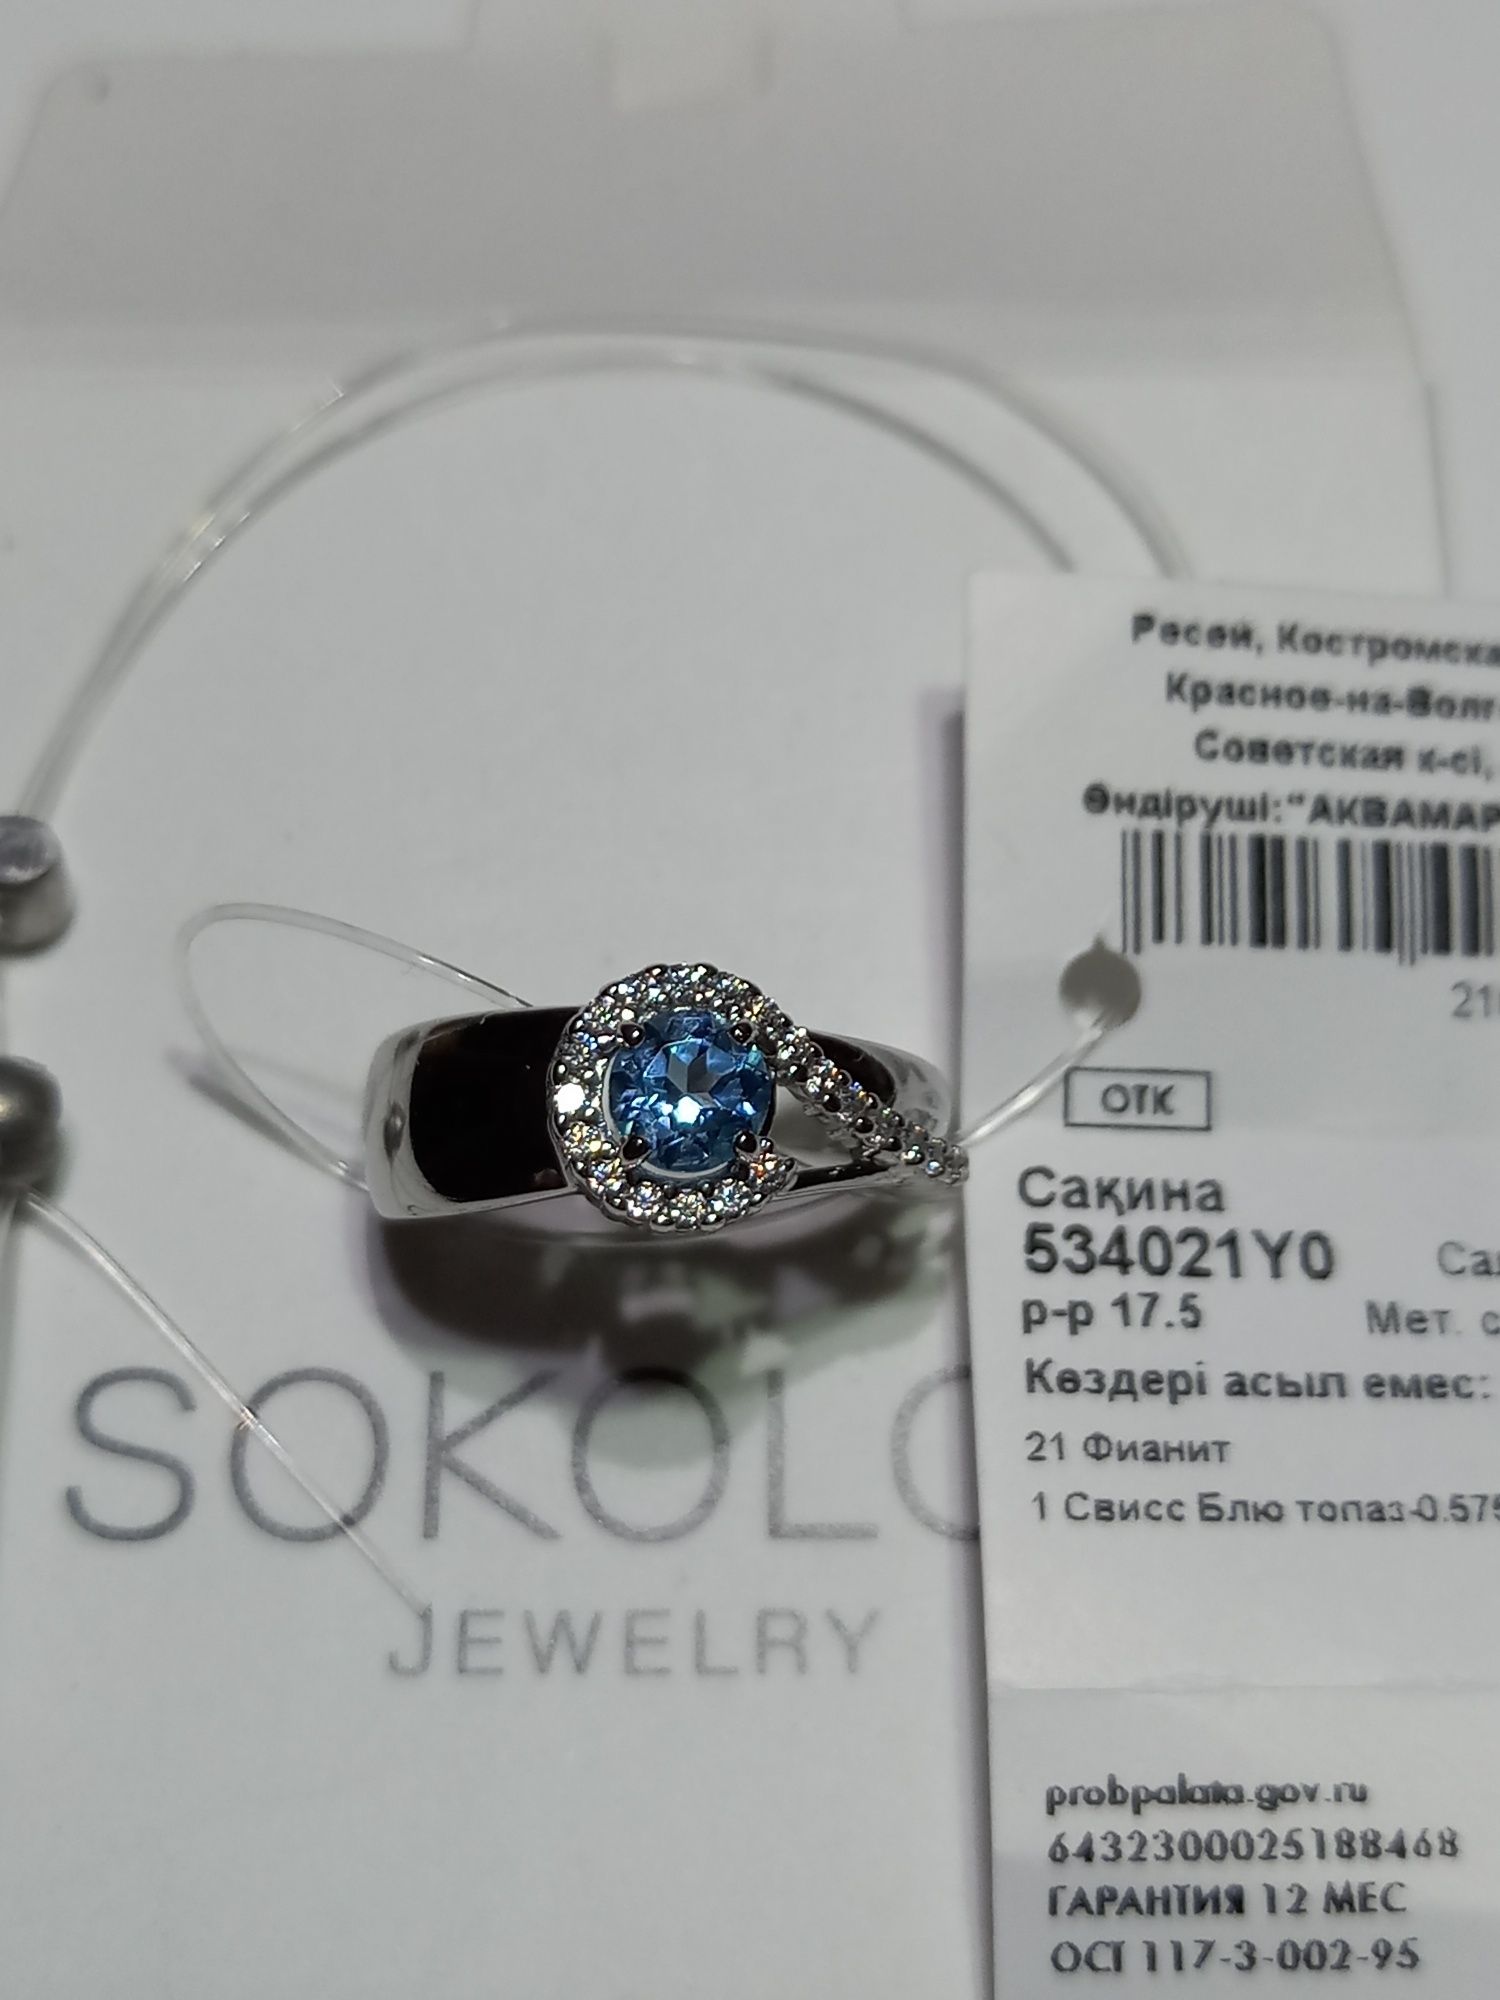 SOKOLO
JEWELRY
Ресей, Костромска
Красное-на-Волг
Советская к-сі,
Өндіруші:"АКВАМАР
21
ОТК
Сақина
534021Y0
р-р 17.5
Мет. с
Көздері асыл емес:
21 Фианит
1 Свисс Блю топаз-0.575
probpalata.gov.ru
6432300025188468
ГАРАНТИЯ 12 МЕС
ОСТ 117-3-002-95